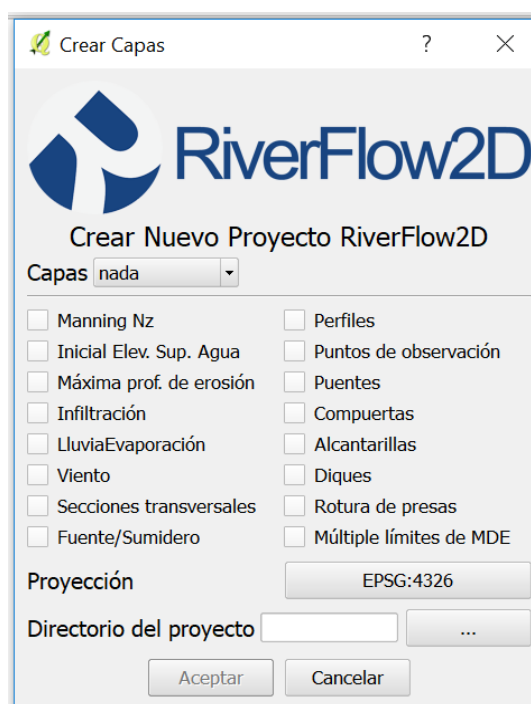 Crear Capas ?
RiverFlow2D
Crear Nuevo Proyecto RiverFlow2D
Capas nada
Manning Nz Perfiles
Inicial Elev. Sup. Agua Puntos de observación
Máxima prof. de erosión Puentes
Infiltración Compuertas
LluviaEvaporación Alcantarillas
Viento Diques
Secciones transversales Rotura de presas
Fuente/Sumidero Múltiple límites de MDE
Proyección EPSG:4326
Directorio del proyecto ...
Aceptar Cancelar